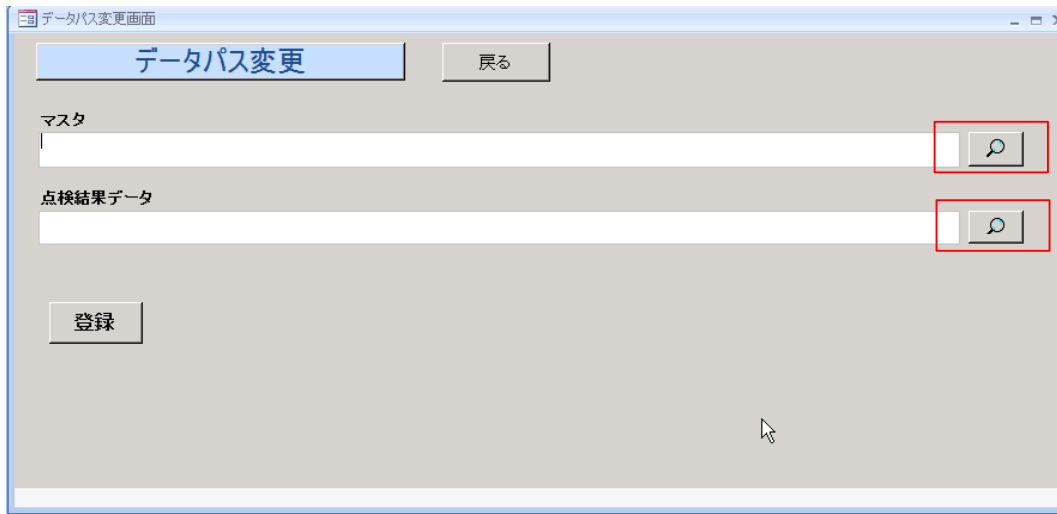 データパス変更画面
データパス変更
戻る
マスタ
点検結果データ
登録